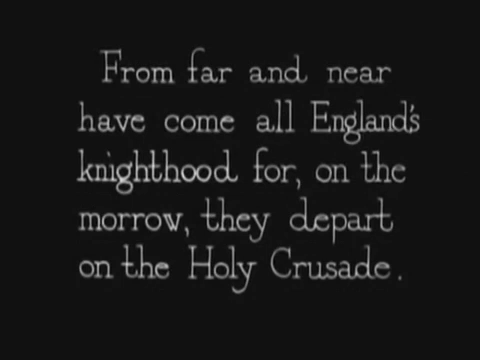 From far and near
have come all England's
knighthood for, on the
morrow, they depart
on the Holy Crusade.